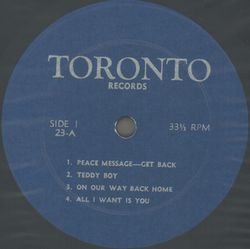 TORONTO
RECORDS
SIDE 1
23-A
33⅓ RPM
1. PEACE MESSAGE—GET BACK
2. TEDDY BOY
3. ON OUR WAY BACK HOME
4. ALL I WANT IS YOU